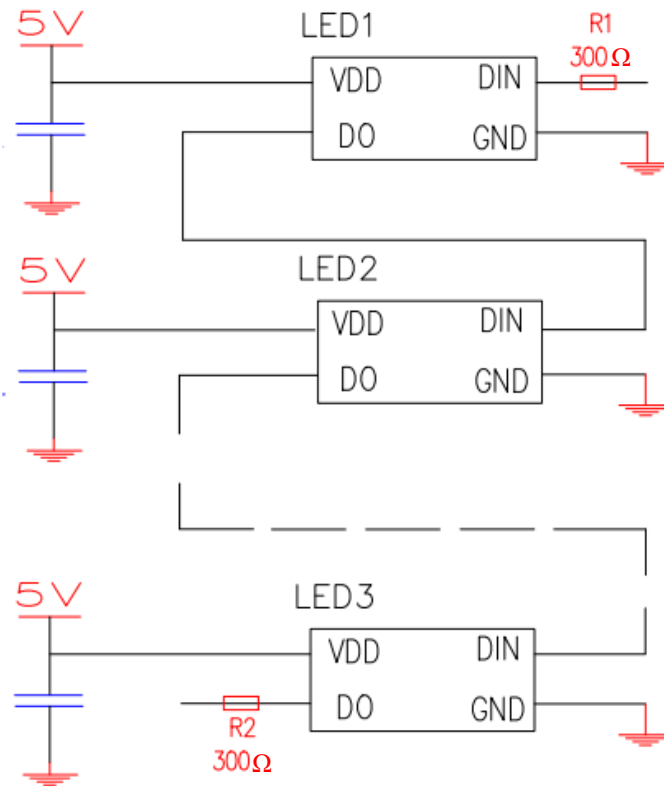 5V
LED1
R1
300Ω
VDD
DIN
DO
GND
5V
LED2
VDD
DIN
DO
GND
5V
LED3
VDD
DIN
DO
GND
R2
300Ω